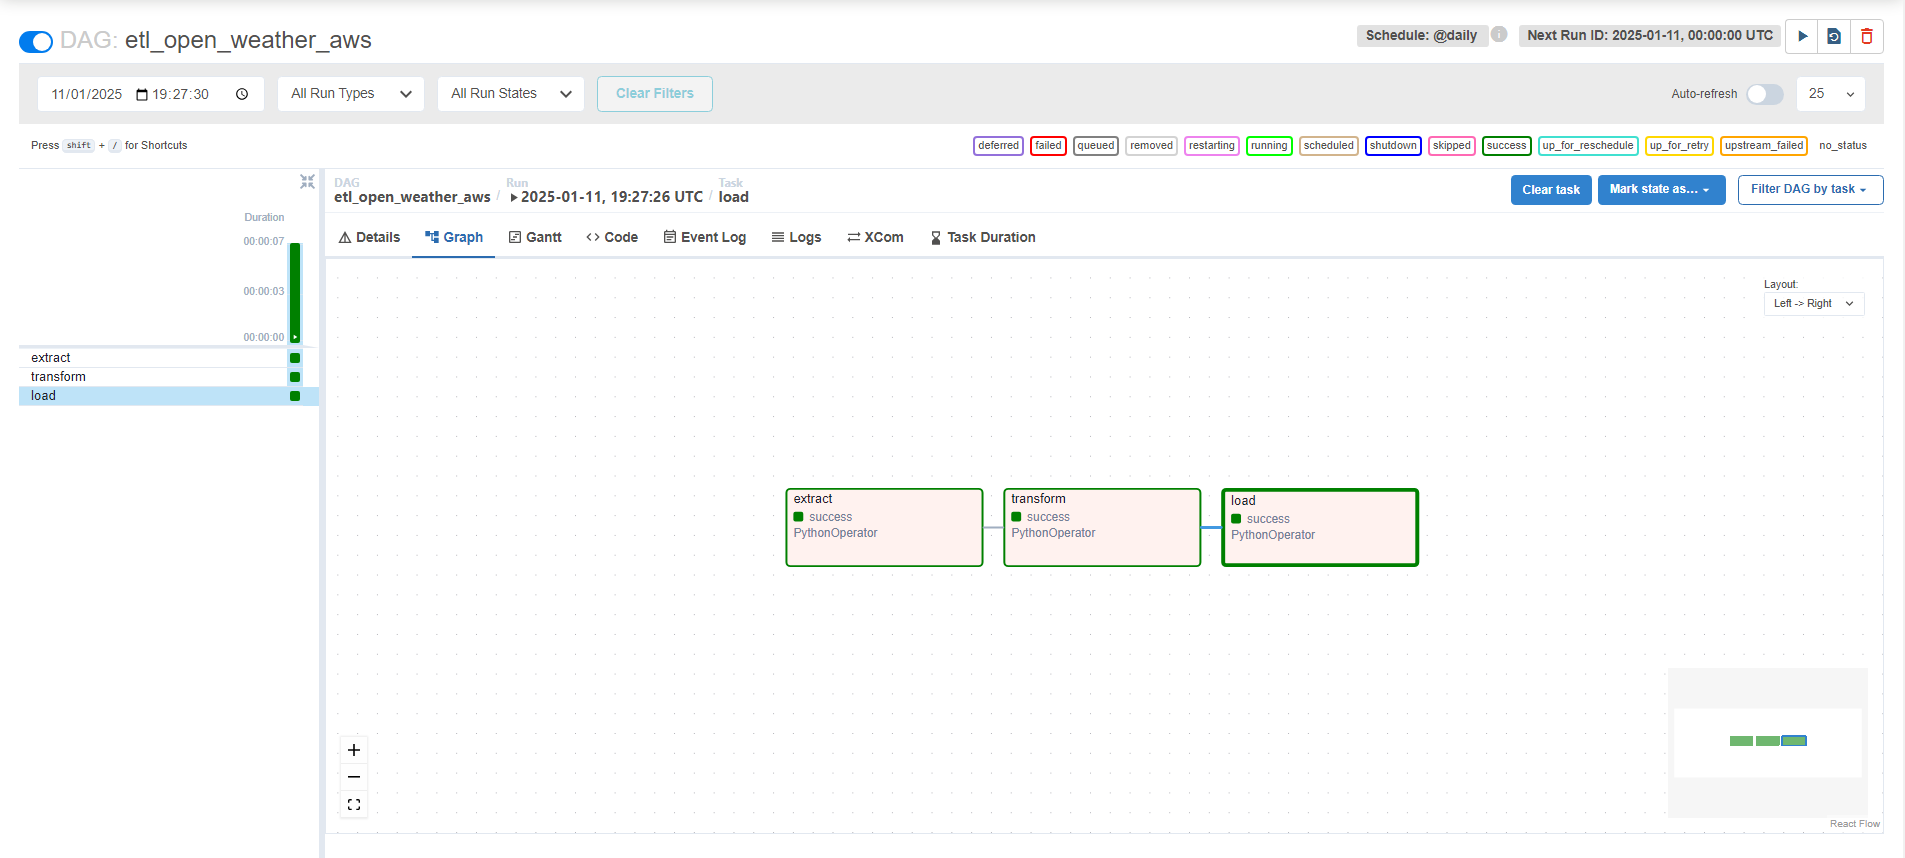 DAG: etl_open_weather_aws
Schedule: @daily
Next Run ID: 2025-01-11, 00:00:00 UTC
11/01/2025 19:27:30
All Run Types
All Run States
Clear Filters
Auto-refresh
25
Press shift + / for Shortcuts
deferred
failed
queued
removed
restarting
running
scheduled
shutdown
skipped
success
up_for_reschedule
up_for_retry
upstream_failed
no_status
DAG
etl_open_weather_aws
/
Run
2025-01-11, 19:27:26 UTC
/
Task
load
Clear task
Mark state as...
Filter DAG by task
Duration
00:00:07
00:00:03
00:00:00
extract
transform
load
Details
Graph
Gantt
Code
Event Log
Logs
XCom
Task Duration
Layout:
Left -> Right
extract
success
PythonOperator
transform
success
PythonOperator
load
success
PythonOperator
React Flow